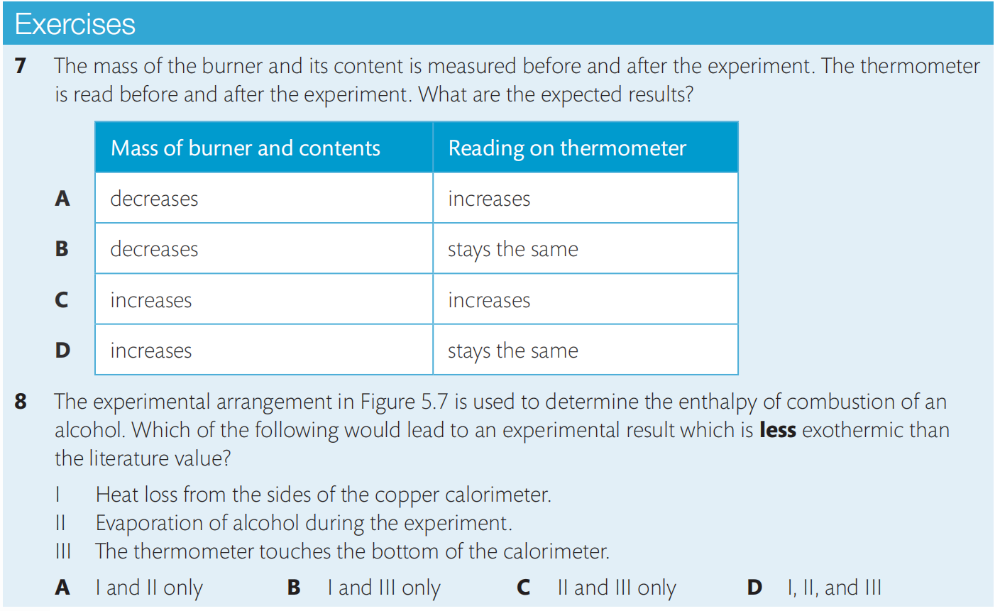 Exercises
7 The mass of the burner and its content is measured before and after the experiment. The thermometer
is read before and after the experiment. What are the expected results?
Mass of burner and contents Reading on thermometer
A decreases increases
B decreases stays the same
C increases increases
D increases stays the same
8 The experimental arrangement in Figure 5.7 is used to determine the enthalpy of combustion of an
alcohol. Which of the following would lead to an experimental result which is less exothermic than
the literature value?
I Heat loss from the sides of the copper calorimeter.
II Evaporation of alcohol during the experiment.
III The thermometer touches the bottom of the calorimeter.
A I and II only B I and III only C II and III only D I, II, and III